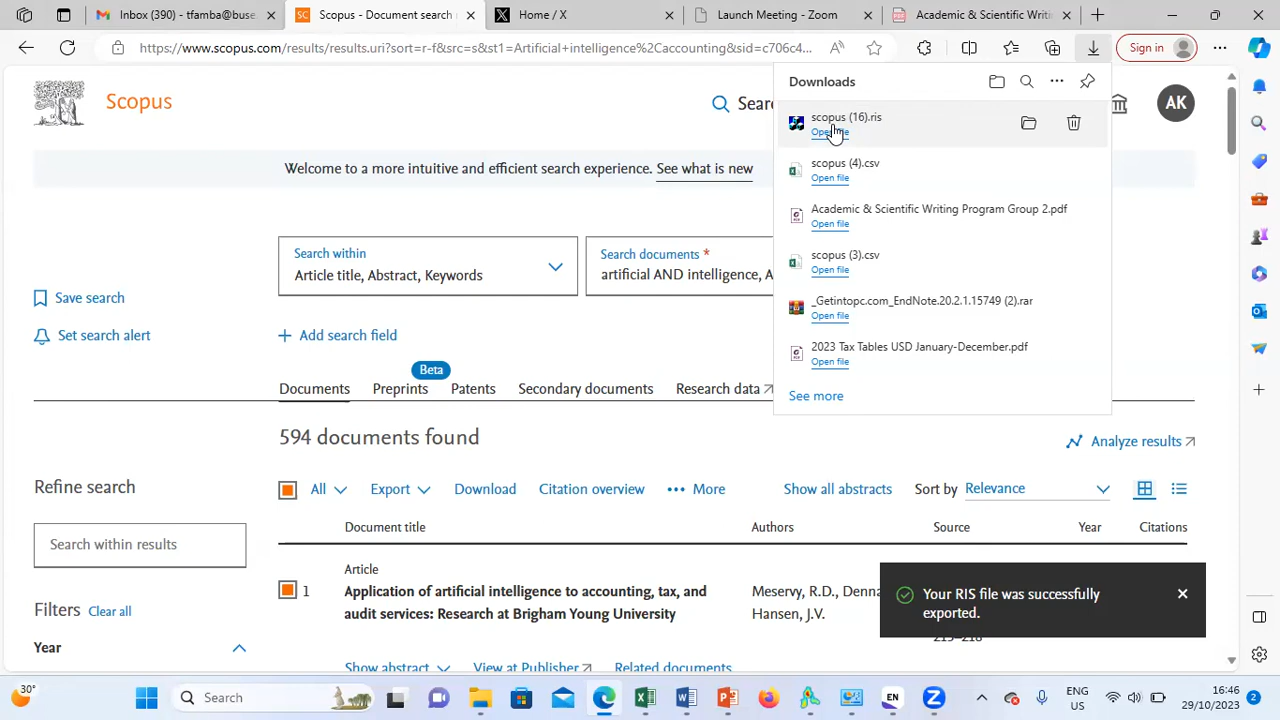 Inbox (390) - tfamba@buse.
Scopus - Document search r
Home / X
Launch Meeting - Zoom
Academic & Scientific Writi
https://www.scopus.com/results/results.uri?sort=r-f&src=s&st1=Artificial+intelligence%2Caccounting&sid=c706c4...
Sign in
Scopus
Sear
AK
Downloads
scopus (16).ris
Open file
scopus (4).csv
Open file
Academic & Scientific Writing Program Group 2.pdf
Open file
scopus (3).csv
Open file
_Getintopc.com_EndNote.20.2.1.15749 (2).rar
Open file
2023 Tax Tables USD January-December.pdf
Open file
See more
Welcome to a more intuitive and efficient search experience. See what is new
Search within
Article title, Abstract, Keywords
Search documents *
artificial AND intelligence, A
Save search
Set search alert
Add search field
Beta
Documents
Preprints
Patents
Secondary documents
Research data
594 documents found
Analyze results
Refine search
All
Export
Download
Citation overview
More
Show all abstracts
Sort by Relevance
Search within results
Document title
Authors
Source
Year
Citations
Article
1
Application of artificial intelligence to accounting, tax, and
audit services: Research at Brigham Young University
Meservy, R.D., Denna
Hansen, J.V.
Filters Clear all
Year
Show abstract
View at Publisher
Related documents
Your RIS file was successfully
exported.
30°
Search
EN
ENG
US
16:46
29/10/2023
2